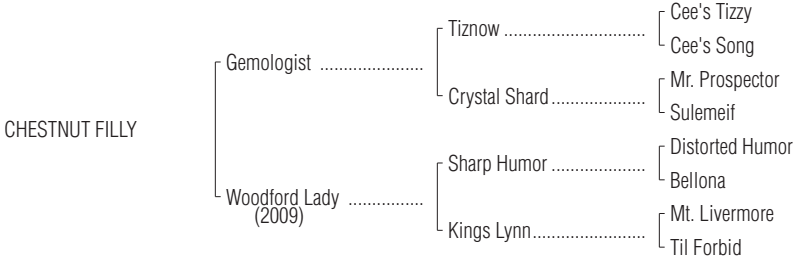 CHESTNUT FILLY
Gemologist ......................
Woodford Lady ................
(2009)
Tiznow ..............................
Crystal Shard....................
Sharp Humor ....................
Kings Lynn........................
Cee's Tizzy
Cee's Song
Mr. Prospector
Sulemeif
Distorted Humor
Bellona
Mt. Livermore
Til Forbid